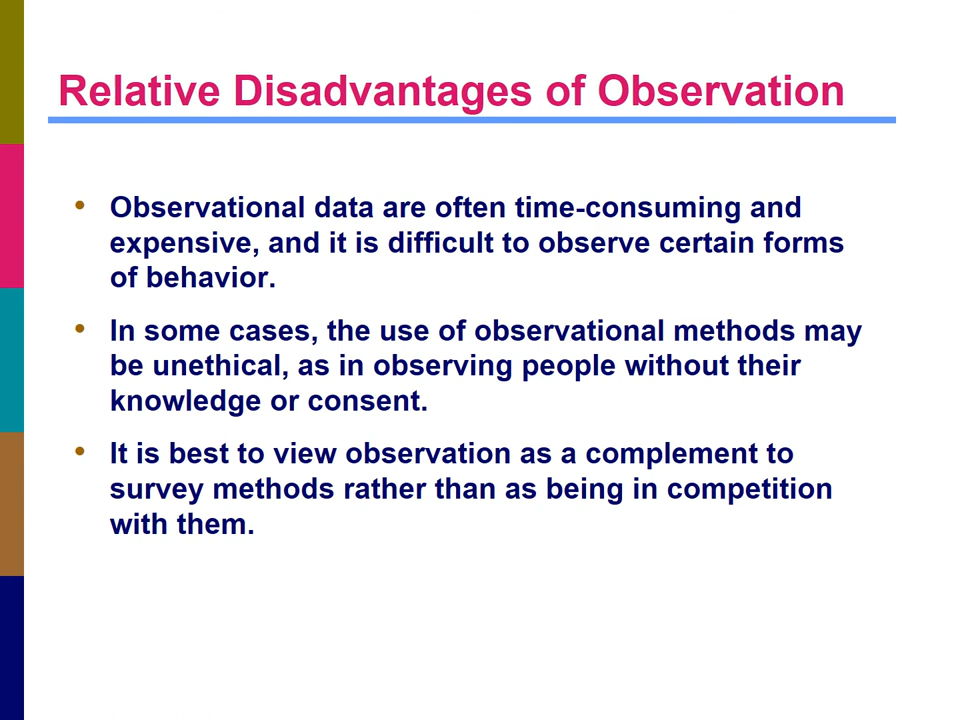 Relative Disadvantages of Observation
• Observational data are often time-consuming and
expensive, and it is difficult to observe certain forms
of behavior.
• In some cases, the use of observational methods may
be unethical, as in observing people without their
knowledge or consent.
• It is best to view observation as a complement to
survey methods rather than as being in competition
with them.